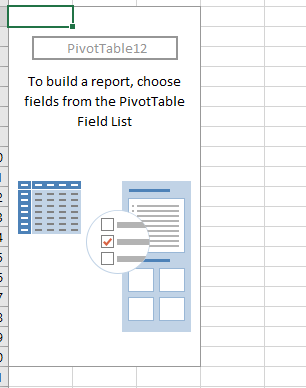 PivotTable12
To build a report, choose
fields from the PivotTable
Field List